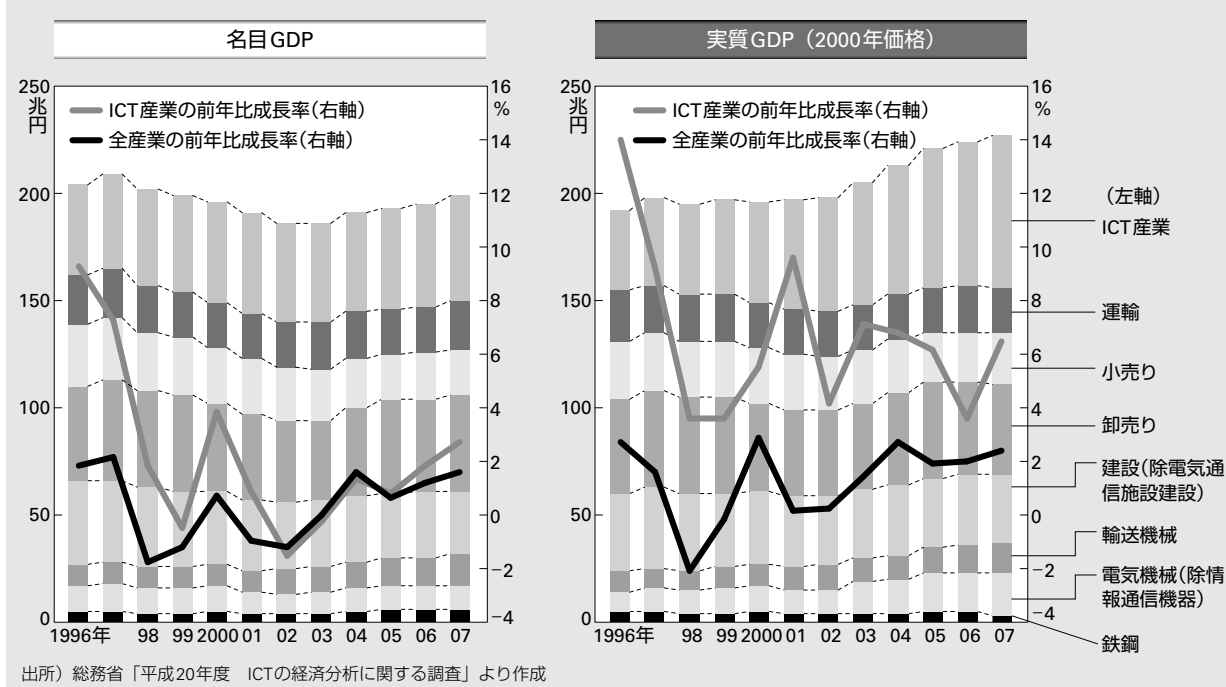 名目GDP
250
兆
円
200
150
100
50
0
ICT産業の前年比成長率(右軸)
全産業の前年比成長率(右軸)
16
%
14
12
10
8
6
4
2
0
−2
−4
1996年 98 99 2000 01 02 03 04 05 06 07
実質GDP（2000年価格）
250
兆
円
200
150
100
50
0
ICT産業の前年比成長率(右軸)
全産業の前年比成長率(右軸)
16
%
14
12
10
8
6
4
2
0
−2
−4
1996年 98 99 2000 01 02 03 04 05 06 07
（左軸）
ICT産業
運輸
小売り
卸売り
建設(除電気通
信施設建設)
輸送機械
電気機械(除情
報通信機器)
鉄鋼
出所）総務省「平成20年度　ICTの経済分析に関する調査」より作成